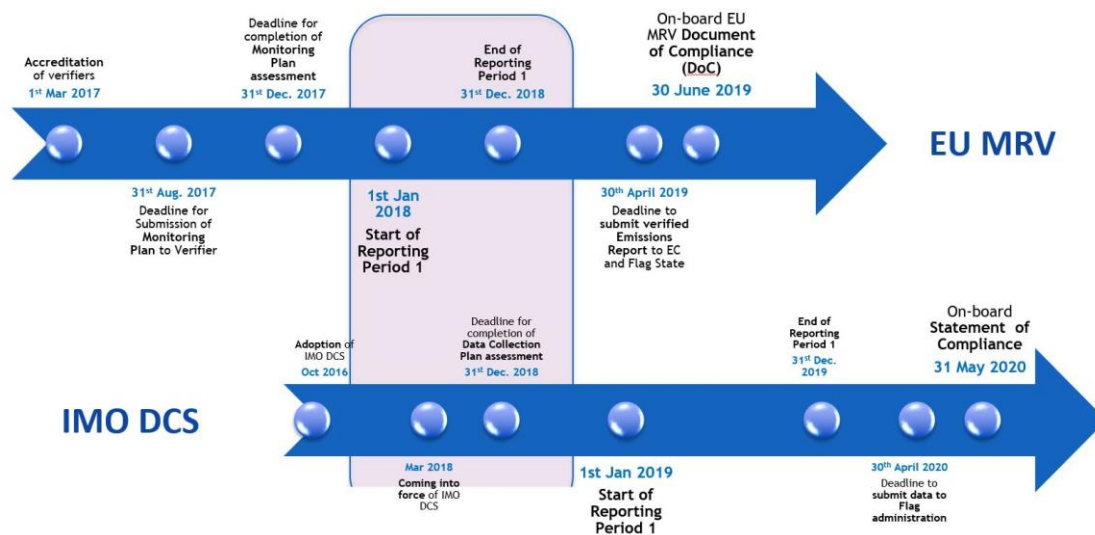 Accreditation
of verifiers
1st Mar 2017
Deadline for
completion of
Monitoring
Plan
assessment
31st Dec. 2017
End of
Reporting
Period 1
31st Dec. 2018
On-board EU
MRV Document
of Compliance
(DoC)
30 June 2019
EU MRV
31st Aug. 2017
Deadline for
Submission of
Monitoring
Plan to Verifier
1st Jan
2018
Start of
Reporting
Period 1
30th April 2019
Deadline to
submit verified
Emissions
Report to EC
and Flag State
IMO DCS
Adoption of
IMO DCS
Oct 2016
Deadline for
completion of
Data Collection
Plan assessment
31st Dec. 2018
End of
Reporting
Period 1
31st Dec.
2019
On-board
Statement of
Compliance
31 May 2020
Mar 2018
Coming into
force of IMO
DCS
1st Jan 2019
Start of
Reporting
Period 1
30th April 2020
Deadline to
submit data to
Flag
administration